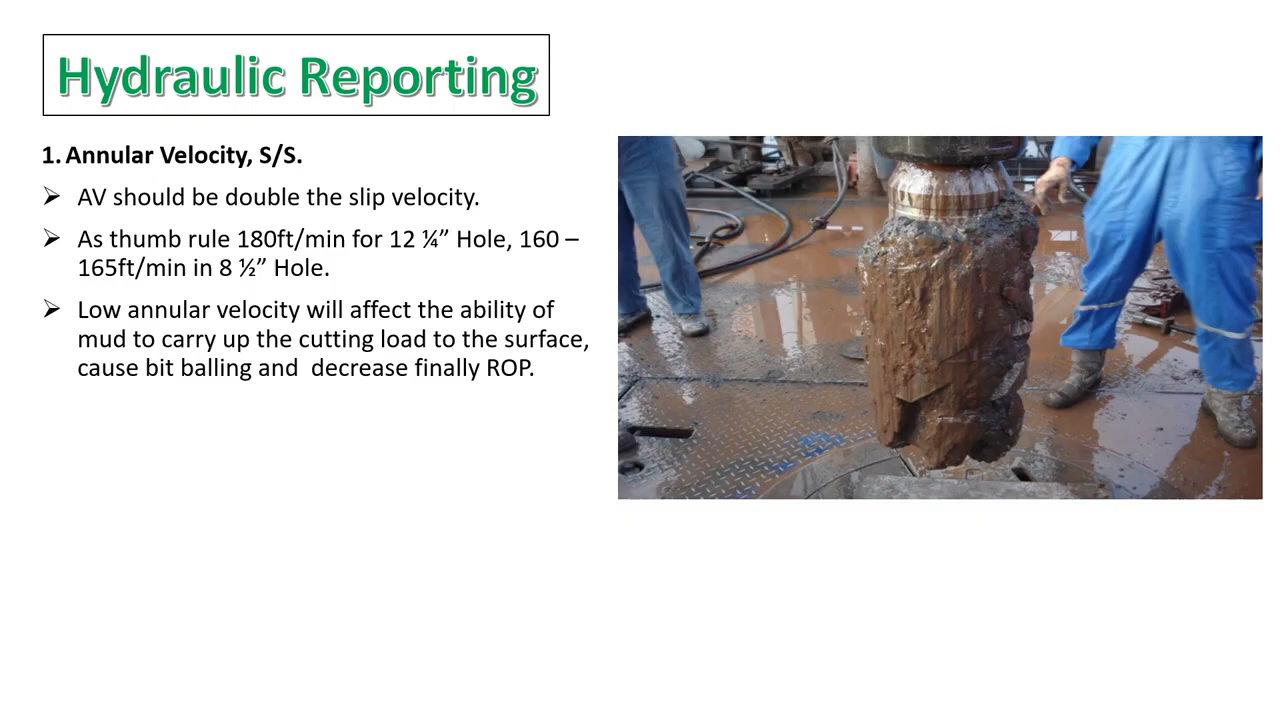 Hydraulic Reporting
1. Annular Velocity, S/S.
➢ AV should be double the slip velocity.
➢ As thumb rule 180ft/min for 12 ¼” Hole, 160 –
165ft/min in 8 ½” Hole.
➢ Low annular velocity will affect the ability of
mud to carry up the cutting load to the surface,
cause bit balling and  decrease finally ROP.